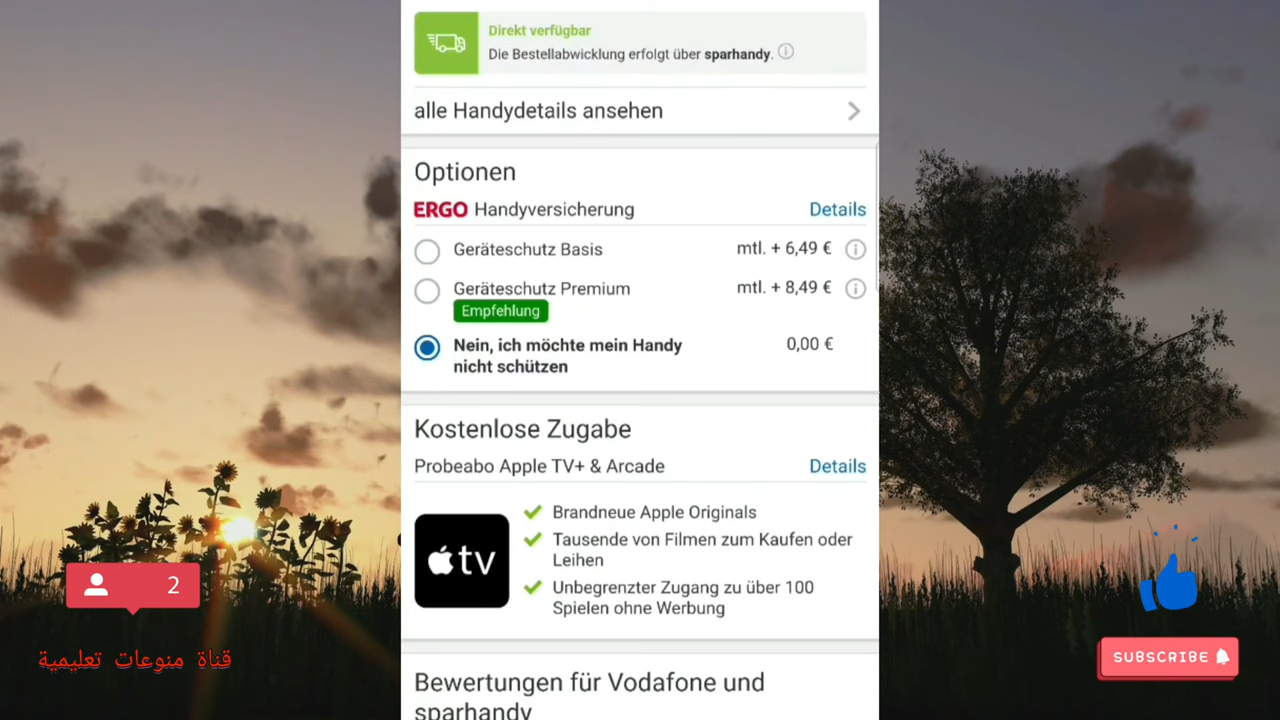 Direkt verfügbar
Die Bestellabwicklung erfolgt über sparhandy.
alle Handydetails ansehen
Optionen
ERGO Handyversicherung Details
Geräteschutz Basis mtl. + 6,49 €
Geräteschutz Premium mtl. + 8,49 €
Empfehlung
Nein, ich möchte mein Handy 0,00 €
nicht schützen
Kostenlose Zugabe
Probeabo Apple TV+ & Arcade Details
tv
Brandneue Apple Originals
Tausende von Filmen zum Kaufen oder
Leihen
Unbegrenzter Zugang zu über 100
Spielen ohne Werbung
Bewertungen für Vodafone und
sparhandy
2
قناة منوعات تعليمية
SUBSCRIBE